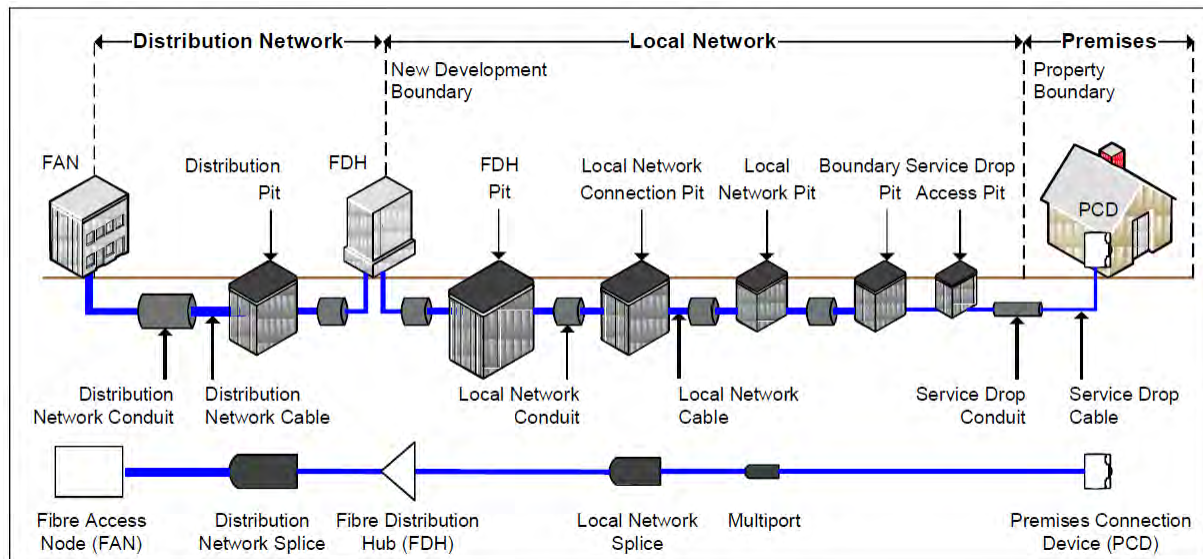 Distribution Network
Local Network
Premises
New Development
Boundary
Property
Boundary
FAN
Distribution
Pit
FDH
FDH
Pit
Local Network
Connection Pit
Local
Network Pit
Boundary
Pit
Service Drop
Access Pit
PCD
Distribution
Network Conduit
Distribution
Network Cable
Local Network
Conduit
Local Network
Cable
Service Drop
Conduit
Service Drop
Cable
Fibre Access
Node (FAN)
Distribution
Network Splice
Fibre Distribution
Hub (FDH)
Local Network
Splice
Multiport
Premises Connection
Device (PCD)